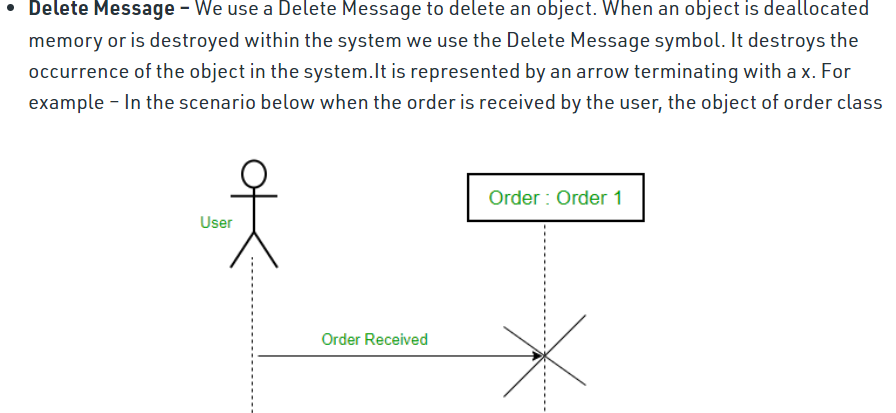 • Delete Message – We use a Delete Message to delete an object. When an object is deallocated
memory or is destroyed within the system we use the Delete Message symbol. It destroys the
occurrence of the object in the system.It is represented by an arrow terminating with a x. For
example – In the scenario below when the order is received by the user, the object of order class
Order : Order 1
User
Order Received